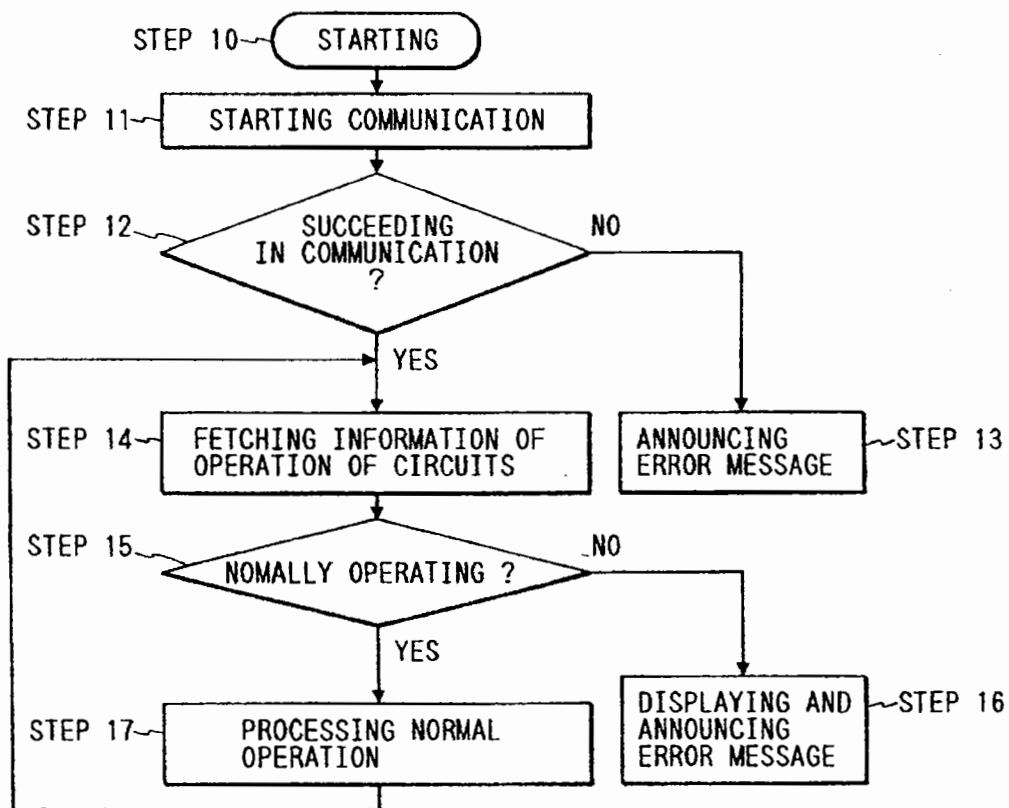 STEP 10
STARTING
STEP 11
STARTING COMMUNICATION
STEP 12
SUCCEEDING
IN COMMUNICATION
?
NO
YES
STEP 14
FETCHING INFORMATION OF
OPERATION OF CIRCUITS
ANNOUNCING
ERROR MESSAGE
STEP 13
STEP 15
NOMALLY OPERATING ?
NO
YES
STEP 17
PROCESSING NORMAL
OPERATION
DISPLAYING AND
ANNOUNCING
ERROR MESSAGE
STEP 16